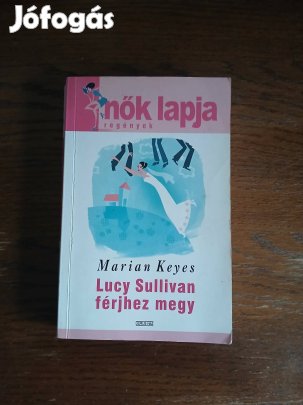 Jófogás
nők lapja
regények
Marian Keyes
Lucy Sullivan
férjhez megy